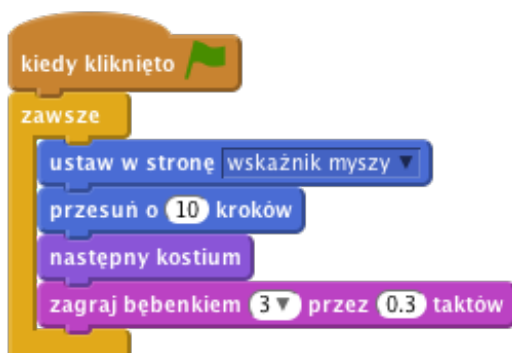 kiedy kliknięto
zawsze
ustaw w stronę wskaźnik myszy
przesuń o 10 kroków
następny kostium
zagraj bębenkiem 3 przez 0.3 taktów